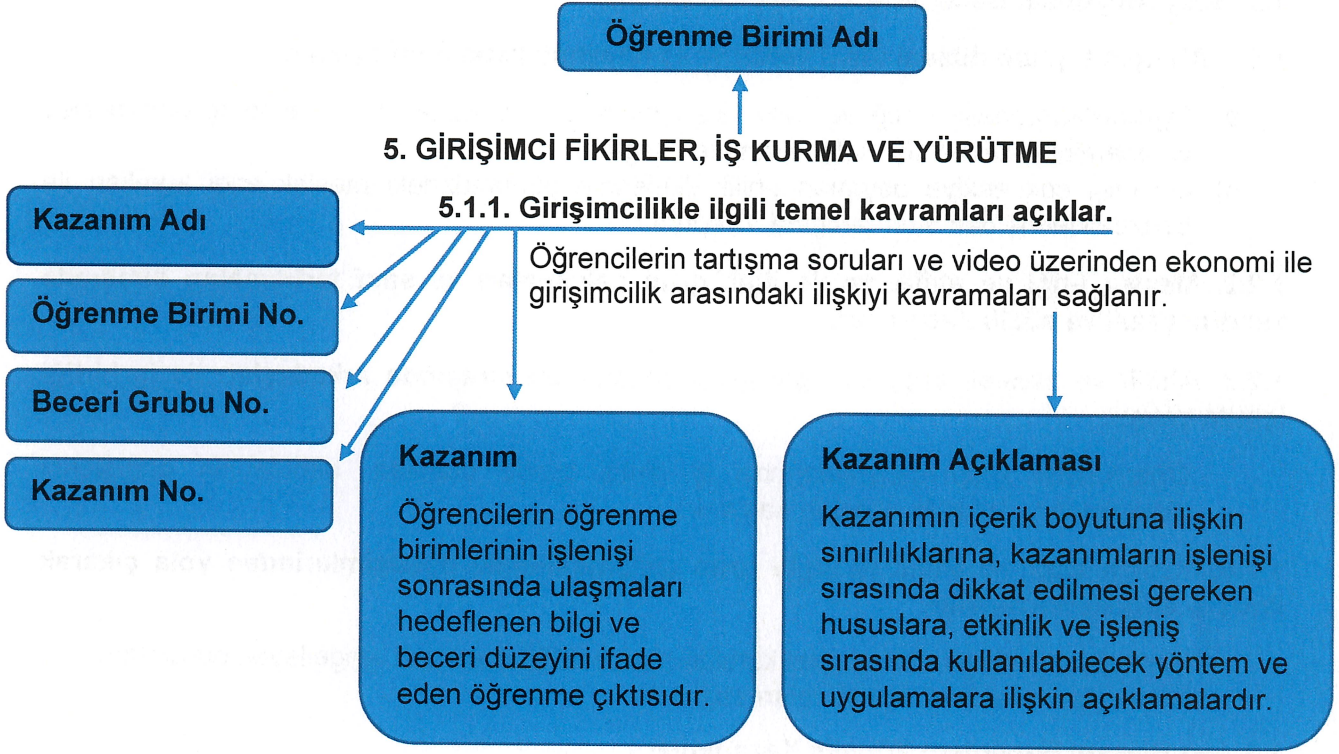 Öğrenme Birimi Adı
5. GİRİŞİMCİ FİKİRLER, İŞ KURMA VE YÜRÜTME
5.1.1. Girişimcilikle ilgili temel kavramları açıklar.
Öğrencilerin tartışma soruları ve video üzerinden ekonomi ile
girişimcilik arasındaki ilişkiyi kavramaları sağlanır.
Kazanım Adı
Öğrenme Birimi No.
Beceri Grubu No.
Kazanım No.
Kazanım
Öğrencilerin öğrenme
birimlerinin işlenişi
sonrasında ulaşmaları
hedeflenen bilgi ve
beceri düzeyini ifade
eden öğrenme çıktısıdır.
Kazanım Açıklaması
Kazanımın içerik boyutuna ilişkin
sınırlılıklarına, kazanımların işlenişi
sırasında dikkat edilmesi gereken
hususlara, etkinlik ve işleniş
sırasında kullanılabilecek yöntem ve
uygulamalara ilişkin açıklamalardır.